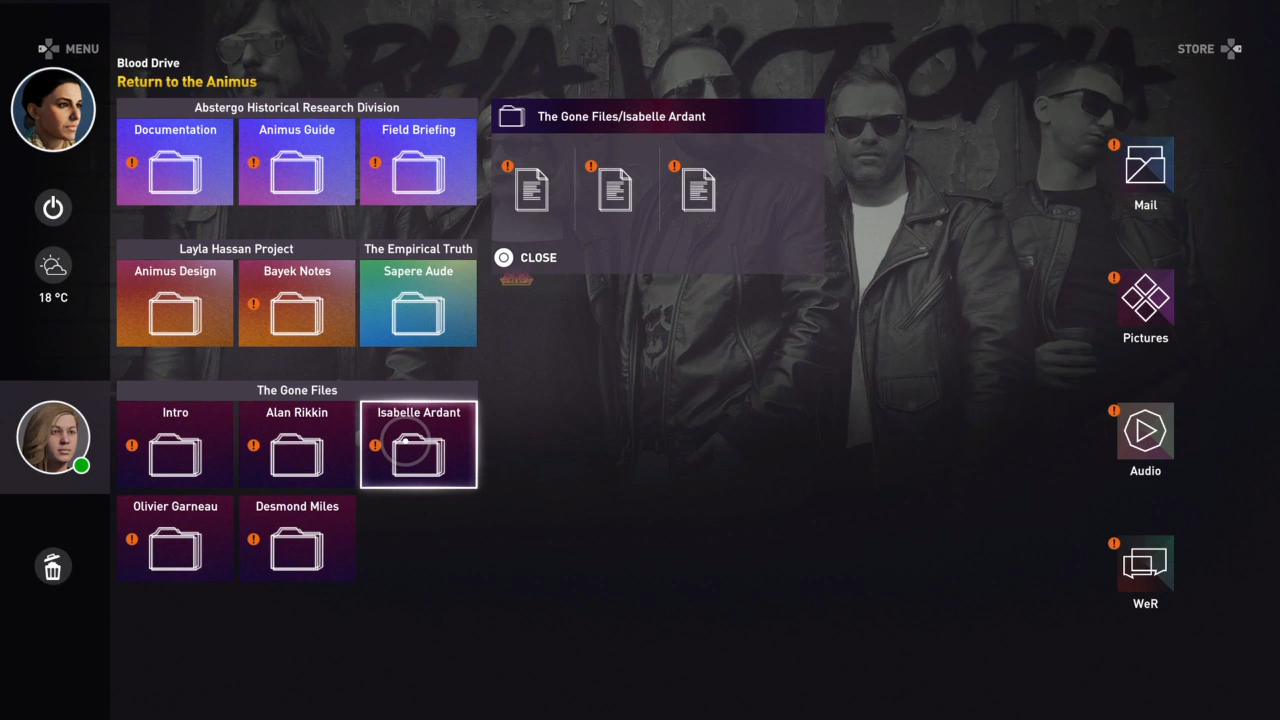 MENU
STORE
Blood Drive
Return to the Animus
Abstergo Historical Research Division
Documentation
Animus Guide
Field Briefing
Layla Hassan Project
The Empirical Truth
Animus Design
Bayek Notes
Sapere Aude
The Gone Files
Intro
Alan Rikkin
Isabelle Ardant
Olivier Garneau
Desmond Miles
The Gone Files/Isabelle Ardant
CLOSE
18 °C
Mail
Pictures
Audio
WeR